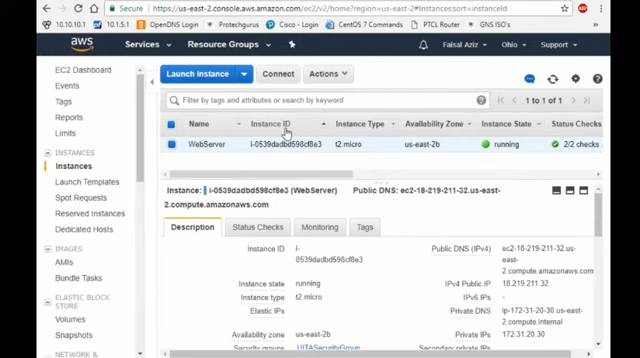 Secure https://us-east-2.console.aws.amazon.com/ec2/v2/home?region=us-east-2#Instances:sort=instanceId
10.10.10.1 10.1.5.1 OpenDNS Login Protechgurus Cisco - Login CentOS 7 Commands PTCL Router GNS ISO's
aws Services Resource Groups Faisal Aziz Ohio Support
EC2 Dashboard
Events
Tags
Reports
Limits
INSTANCES
Instances
Launch Templates
Spot Requests
Reserved Instances
Dedicated Hosts
IMAGES
AMIs
Bundle Tasks
ELASTIC BLOCK
STORE
Volumes
Snapshots
NETWORK &
Launch Instance Connect Actions
Filter by tags and attributes or search by keyword 1 to 1 of 1
Name Instance ID Instance Type Availability Zone Instance State Status Checks
WebServer i-0539dadbd598cf8e3 t2.micro us-east-2b running 2/2 checks
Instance: i-0539dadbd598cf8e3 (WebServer) Public DNS: ec2-18-219-211-32.us-east-
2.compute.amazonaws.com
Description Status Checks Monitoring Tags
Instance ID i-
0539dadbd598cf8e3
Public DNS (IPv4) ec2-18-219-211-32.us-
east-
2.compute.amazonaws.com
Instance state running IPv4 Public IP 18.219.211.32
Instance type t2.micro IPv6 IPs -
Elastic IPs Private DNS ip-172-31-20-30.us-east-
2.compute.internal
Availability zone us-east-2b Private IPs 172.31.20.30
Security groups UITASecurityGroup Secondary private IPs